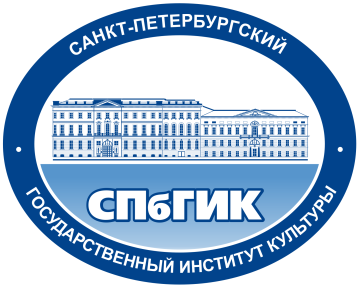 САНКТ-ПЕТЕРБУРГСКИЙ
СПбГИК
ГОСУДАРСТВЕННЫЙ ИНСТИТУТ КУЛЬТУРЫ